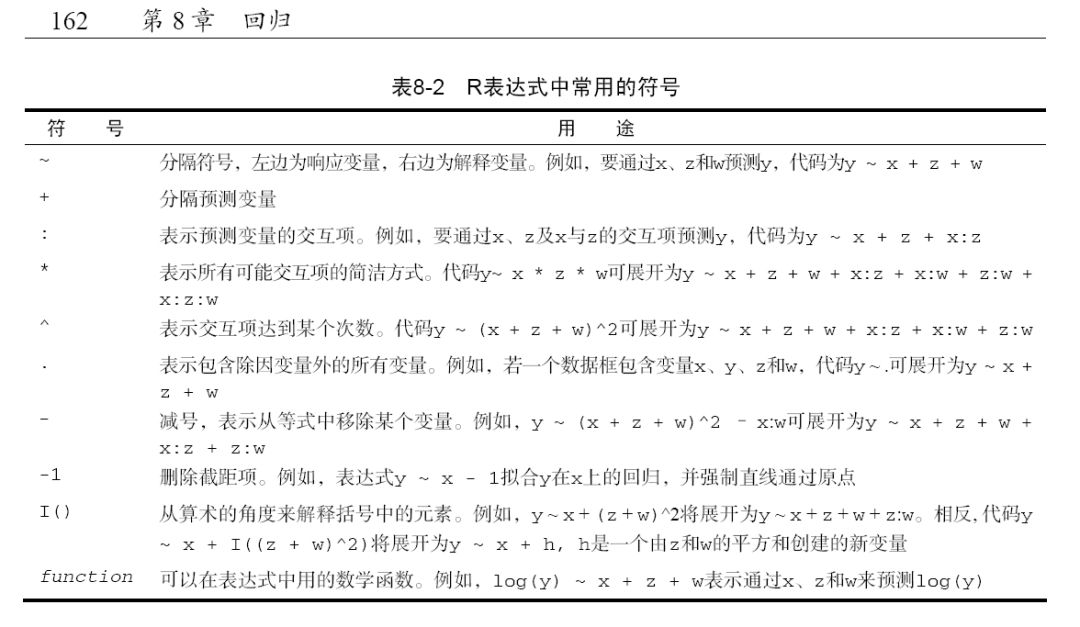 162 第 8 章 回归
表8-2 R表达式中常用的符号
符 号 用 途
~ 分隔符号，左边为响应变量，右边为解释变量。例如，要通过x、z和w预测y，代码为y ~ x + z + w
+ 分隔预测变量
: 表示预测变量的交互项。例如，要通过x、z及x与z的交互项预测y，代码为y ~ x + z + x:z
* 表示所有可能交互项的简洁方式。代码y~ x * z * w可展开为y ~ x + z + w + x:z + x:w + z:w +
x:z:w
^ 表示交互项达到某个次数。代码y ~ (x + z + w)^2可展开为y ~ x + z + w + x:z + x:w + z:w
. 表示包含除因变量外的所有变量。例如，若一个数据框包含变量x、y、z和w，代码y~.可展开为y ~ x +
z + w
- 减号，表示从等式中移除某个变量。例如，y ~ (x + z + w)^2 – x:w可展开为y ~ x + z + w +
x:z + z:w
-1 删除截距项。例如，表达式y ~ x - 1拟合y在x上的回归，并强制直线通过原点
I() 从算术的角度来解释括号中的元素。例如，y~x+(z+w)^2将展开为y~x+z+w+z:w。相反, 代码y
~ x + I((z + w)^2)将展开为y ~ x + h, h是一个由z和w的平方和创建的新变量
function 可以在表达式中用的数学函数。例如，log(y) ~ x + z + w表示通过x、z和w来预测log(y)